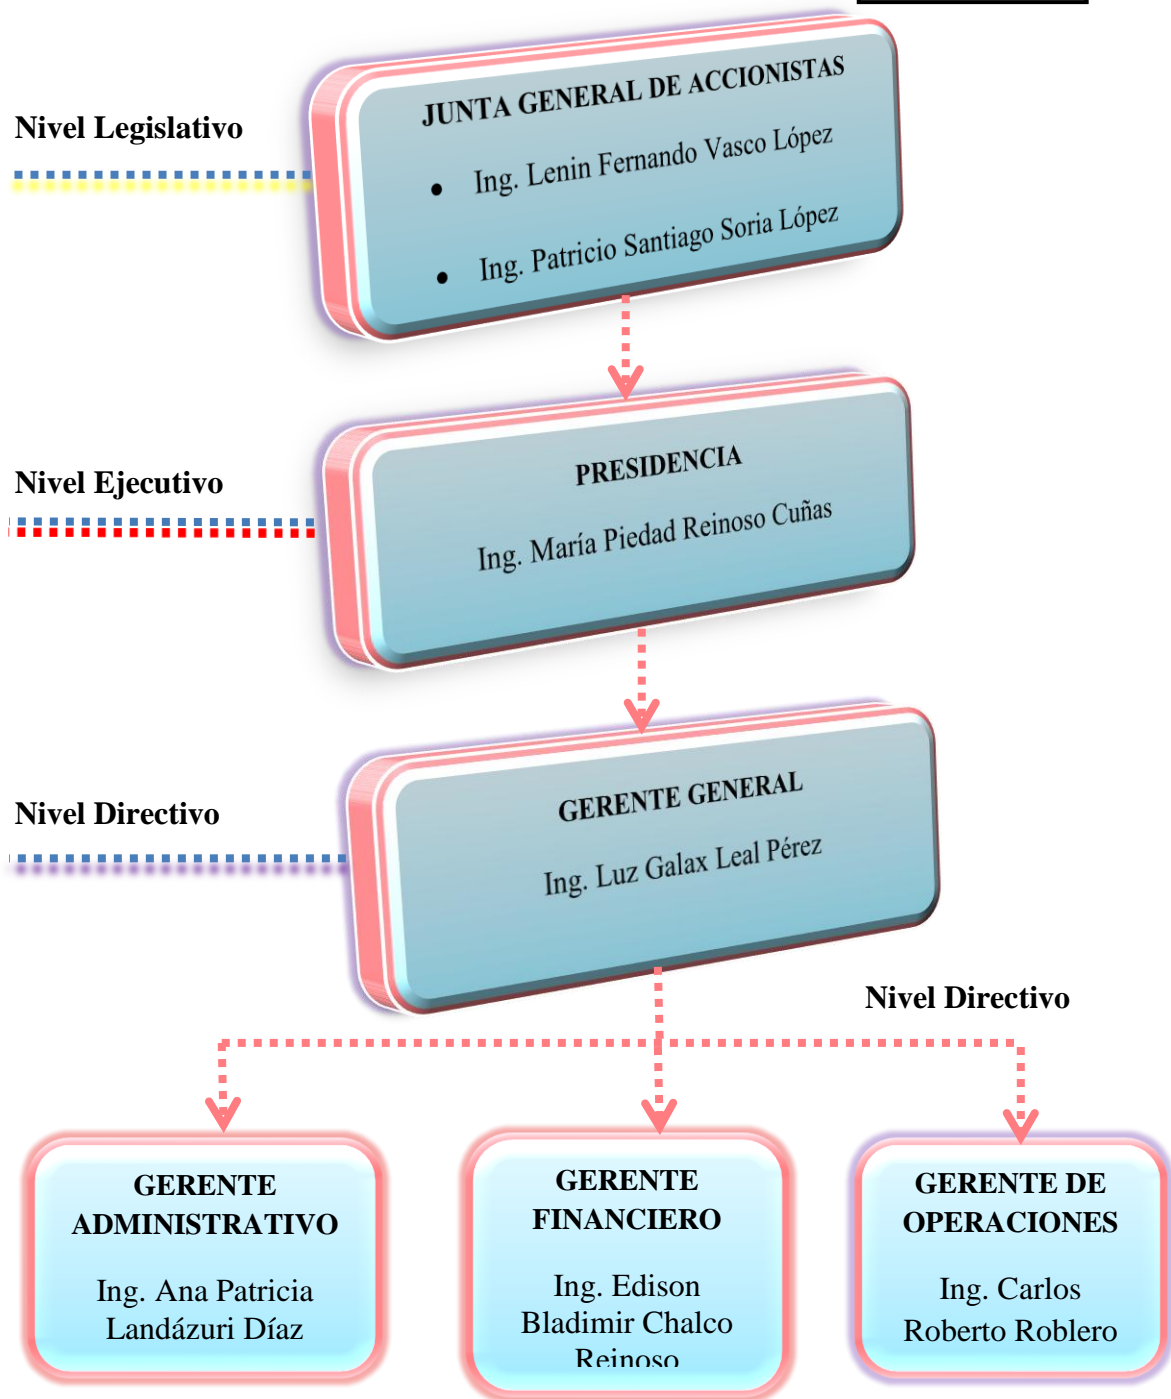 Nivel Legislativo
JUNTA GENERAL DE ACCIONISTAS
• Ing. Lenin Fernando Vasco López
• Ing. Patricio Santiago Soria López
Nivel Ejecutivo
PRESIDENCIA
Ing. María Piedad Reinoso Cuñas
Nivel Directivo
GERENTE GENERAL
Ing. Luz Galax Leal Pérez
Nivel Directivo
GERENTE
ADMINISTRATIVO
Ing. Ana Patricia
Landázuri Díaz
GERENTE
FINANCIERO
Ing. Edison
Bladimir Chalco
Reinoso
GERENTE DE
OPERACIONES
Ing. Carlos
Roberto Roblero